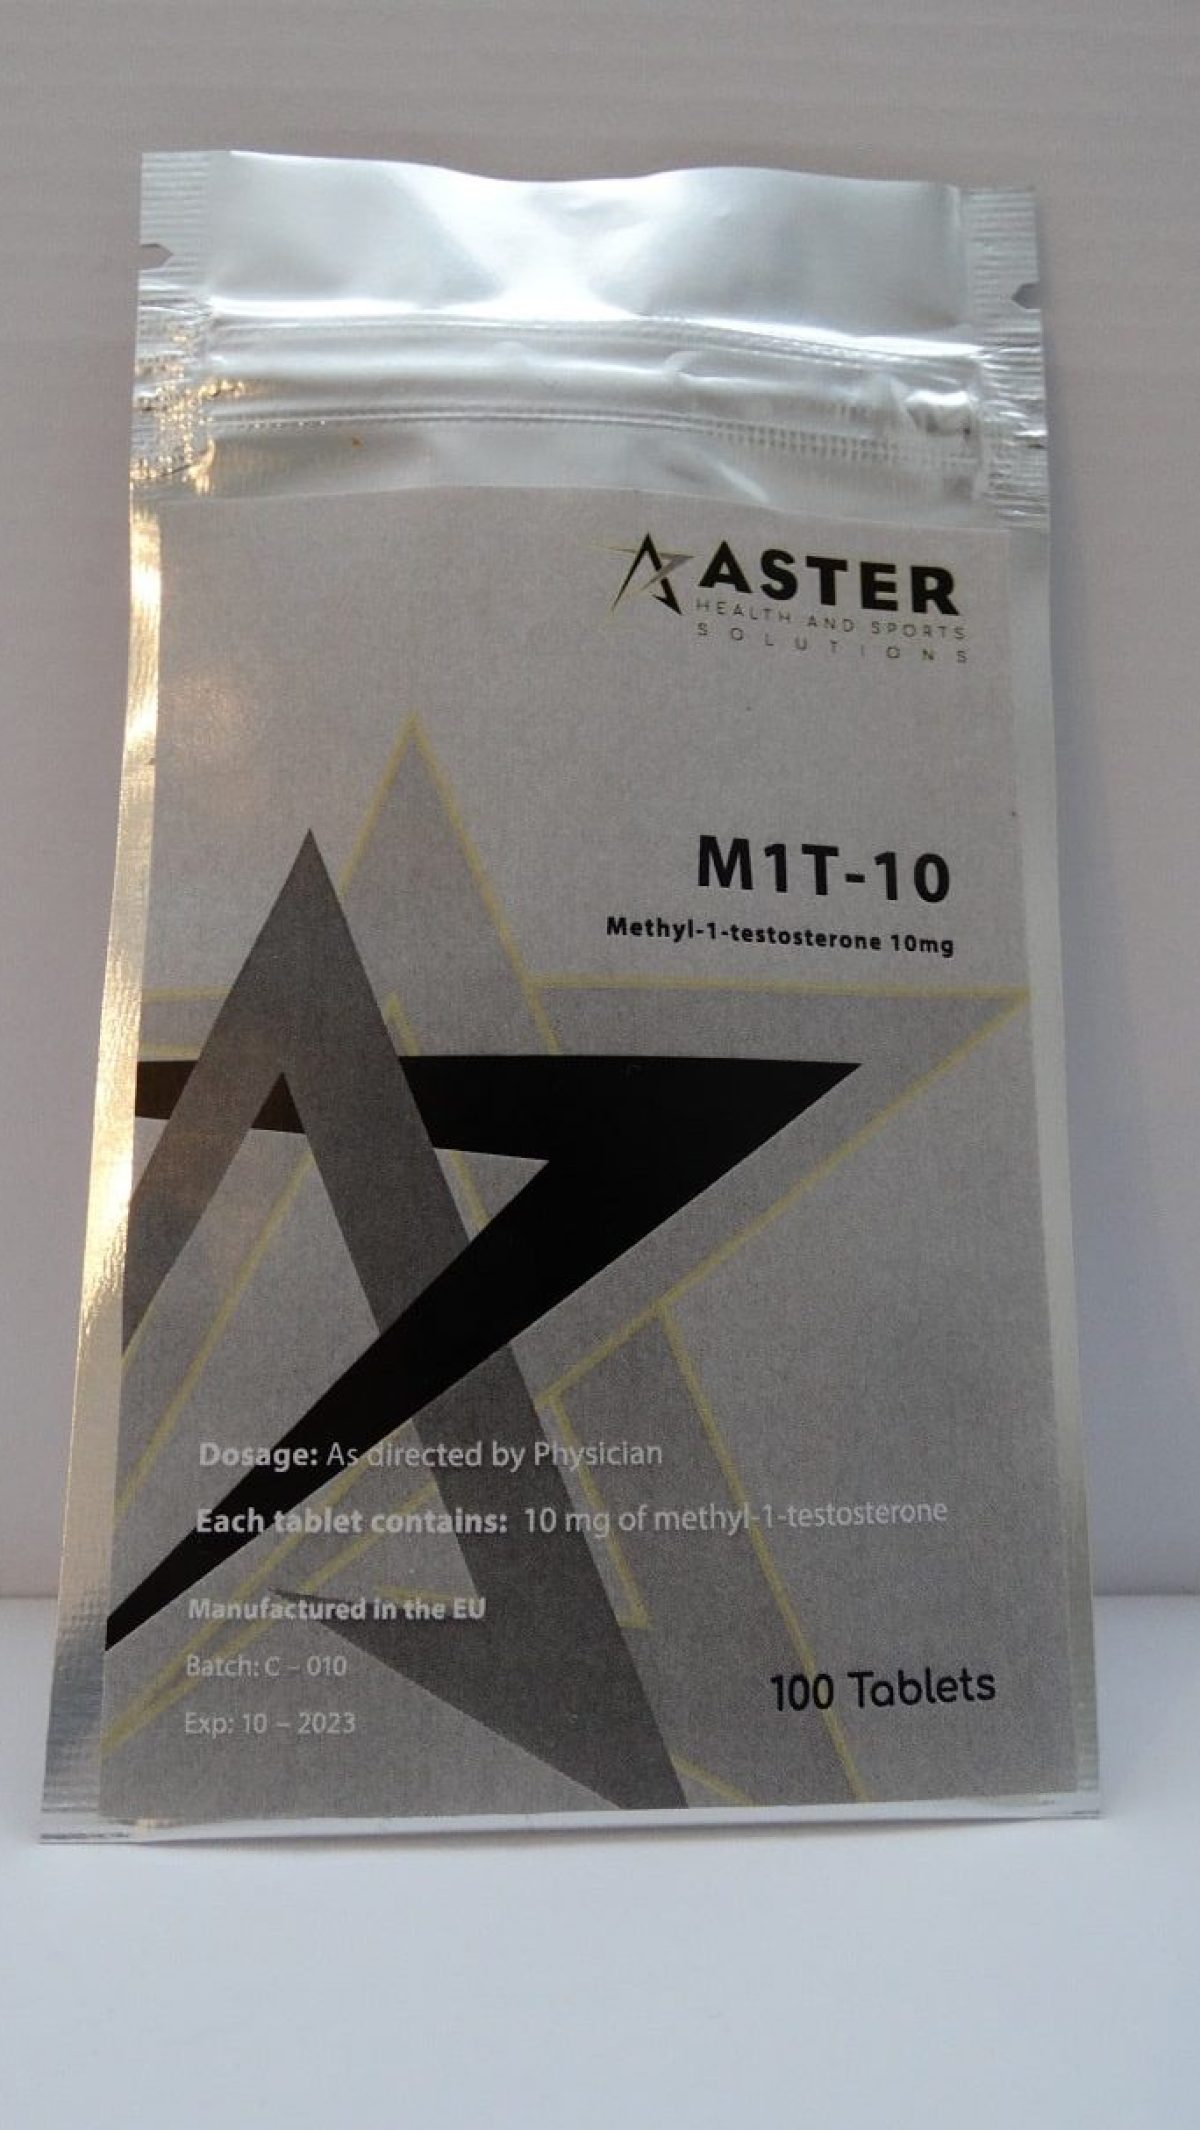 ASTER
HEALTH AND SPORTS
SOLUTIONS
M1T-10
Methyl-1-testosterone 10mg
Dosage: As directed by Physician
Each tablet contains: 10 mg of methyl-1-testosterone
Manufactured in the EU
Batch: C – 010
100 Tablets
Exp: 10 – 2023